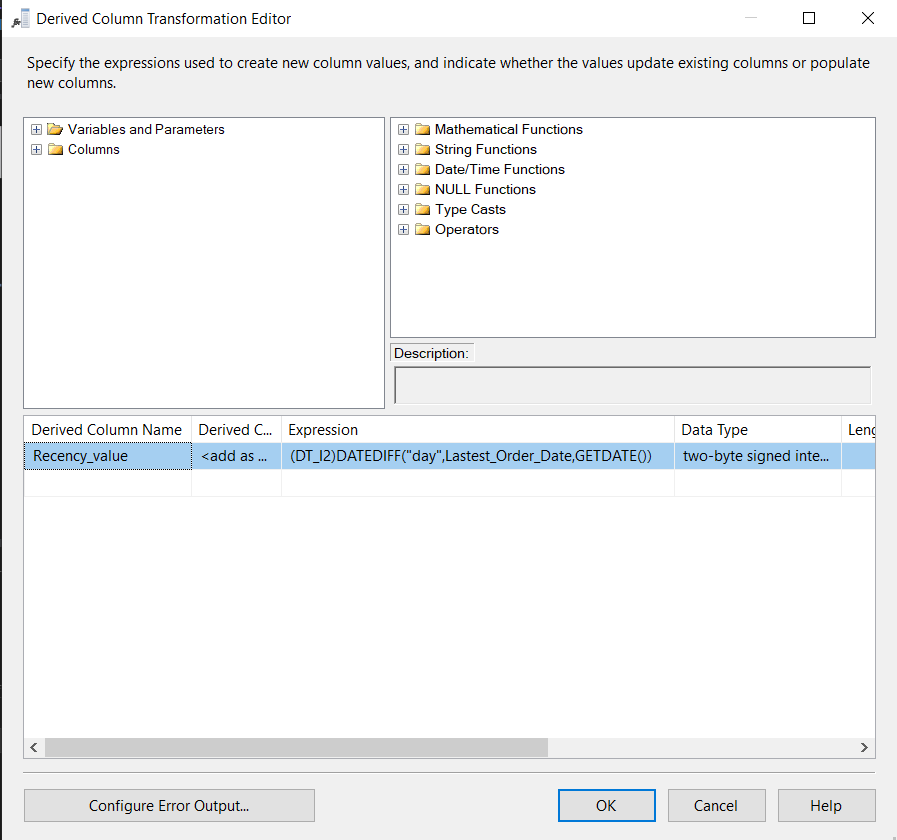 Derived Column Transformation Editor
Specify the expressions used to create new column values, and indicate whether the values update existing columns or populate
new columns.
Variables and Parameters
Columns
Mathematical Functions
String Functions
Date/Time Functions
NULL Functions
Type Casts
Operators
Description:
Derived Column Name Derived C... Expression Data Type Leng
Recency_value <add as ... (DT_I2)DATEDIFF("day",Lastest_Order_Date,GETDATE()) two-byte signed inte...
Configure Error Output... OK Cancel Help